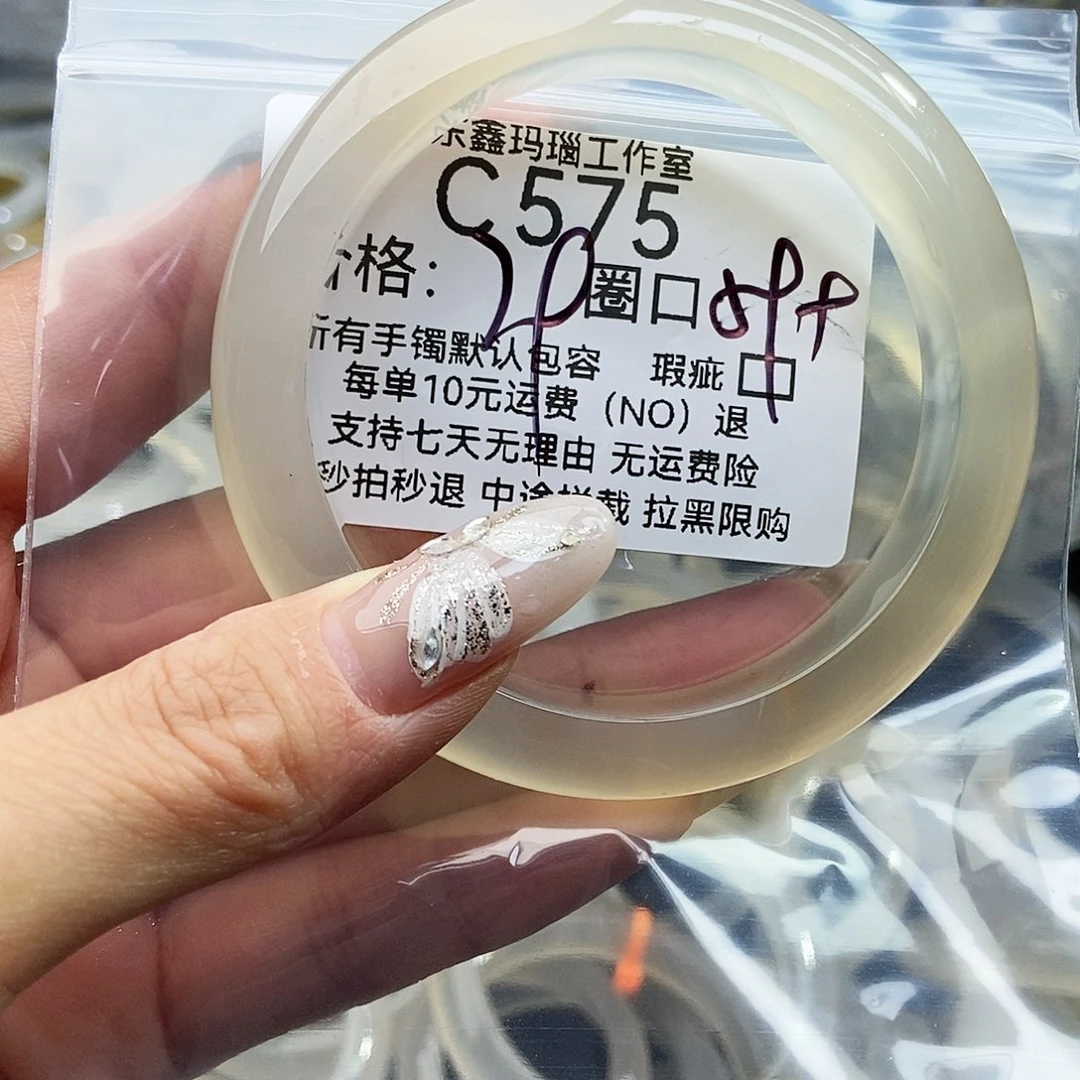 鑫玛瑙工作室
C575
价格: 圈口
所有手镯默认包容 瑕疵
每单10元运费（NO）退
支持七天无理由 无运费险
秒拍秒退 中途拦截 拉黑限购